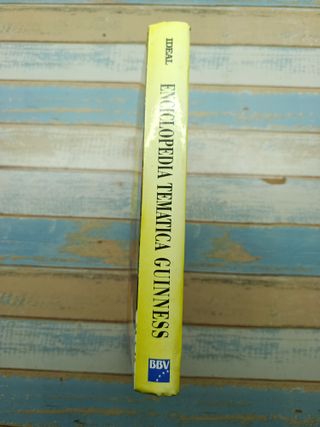 IDEAL
ENCICLOPEDIA TEMATICA GUINNESS
BBV